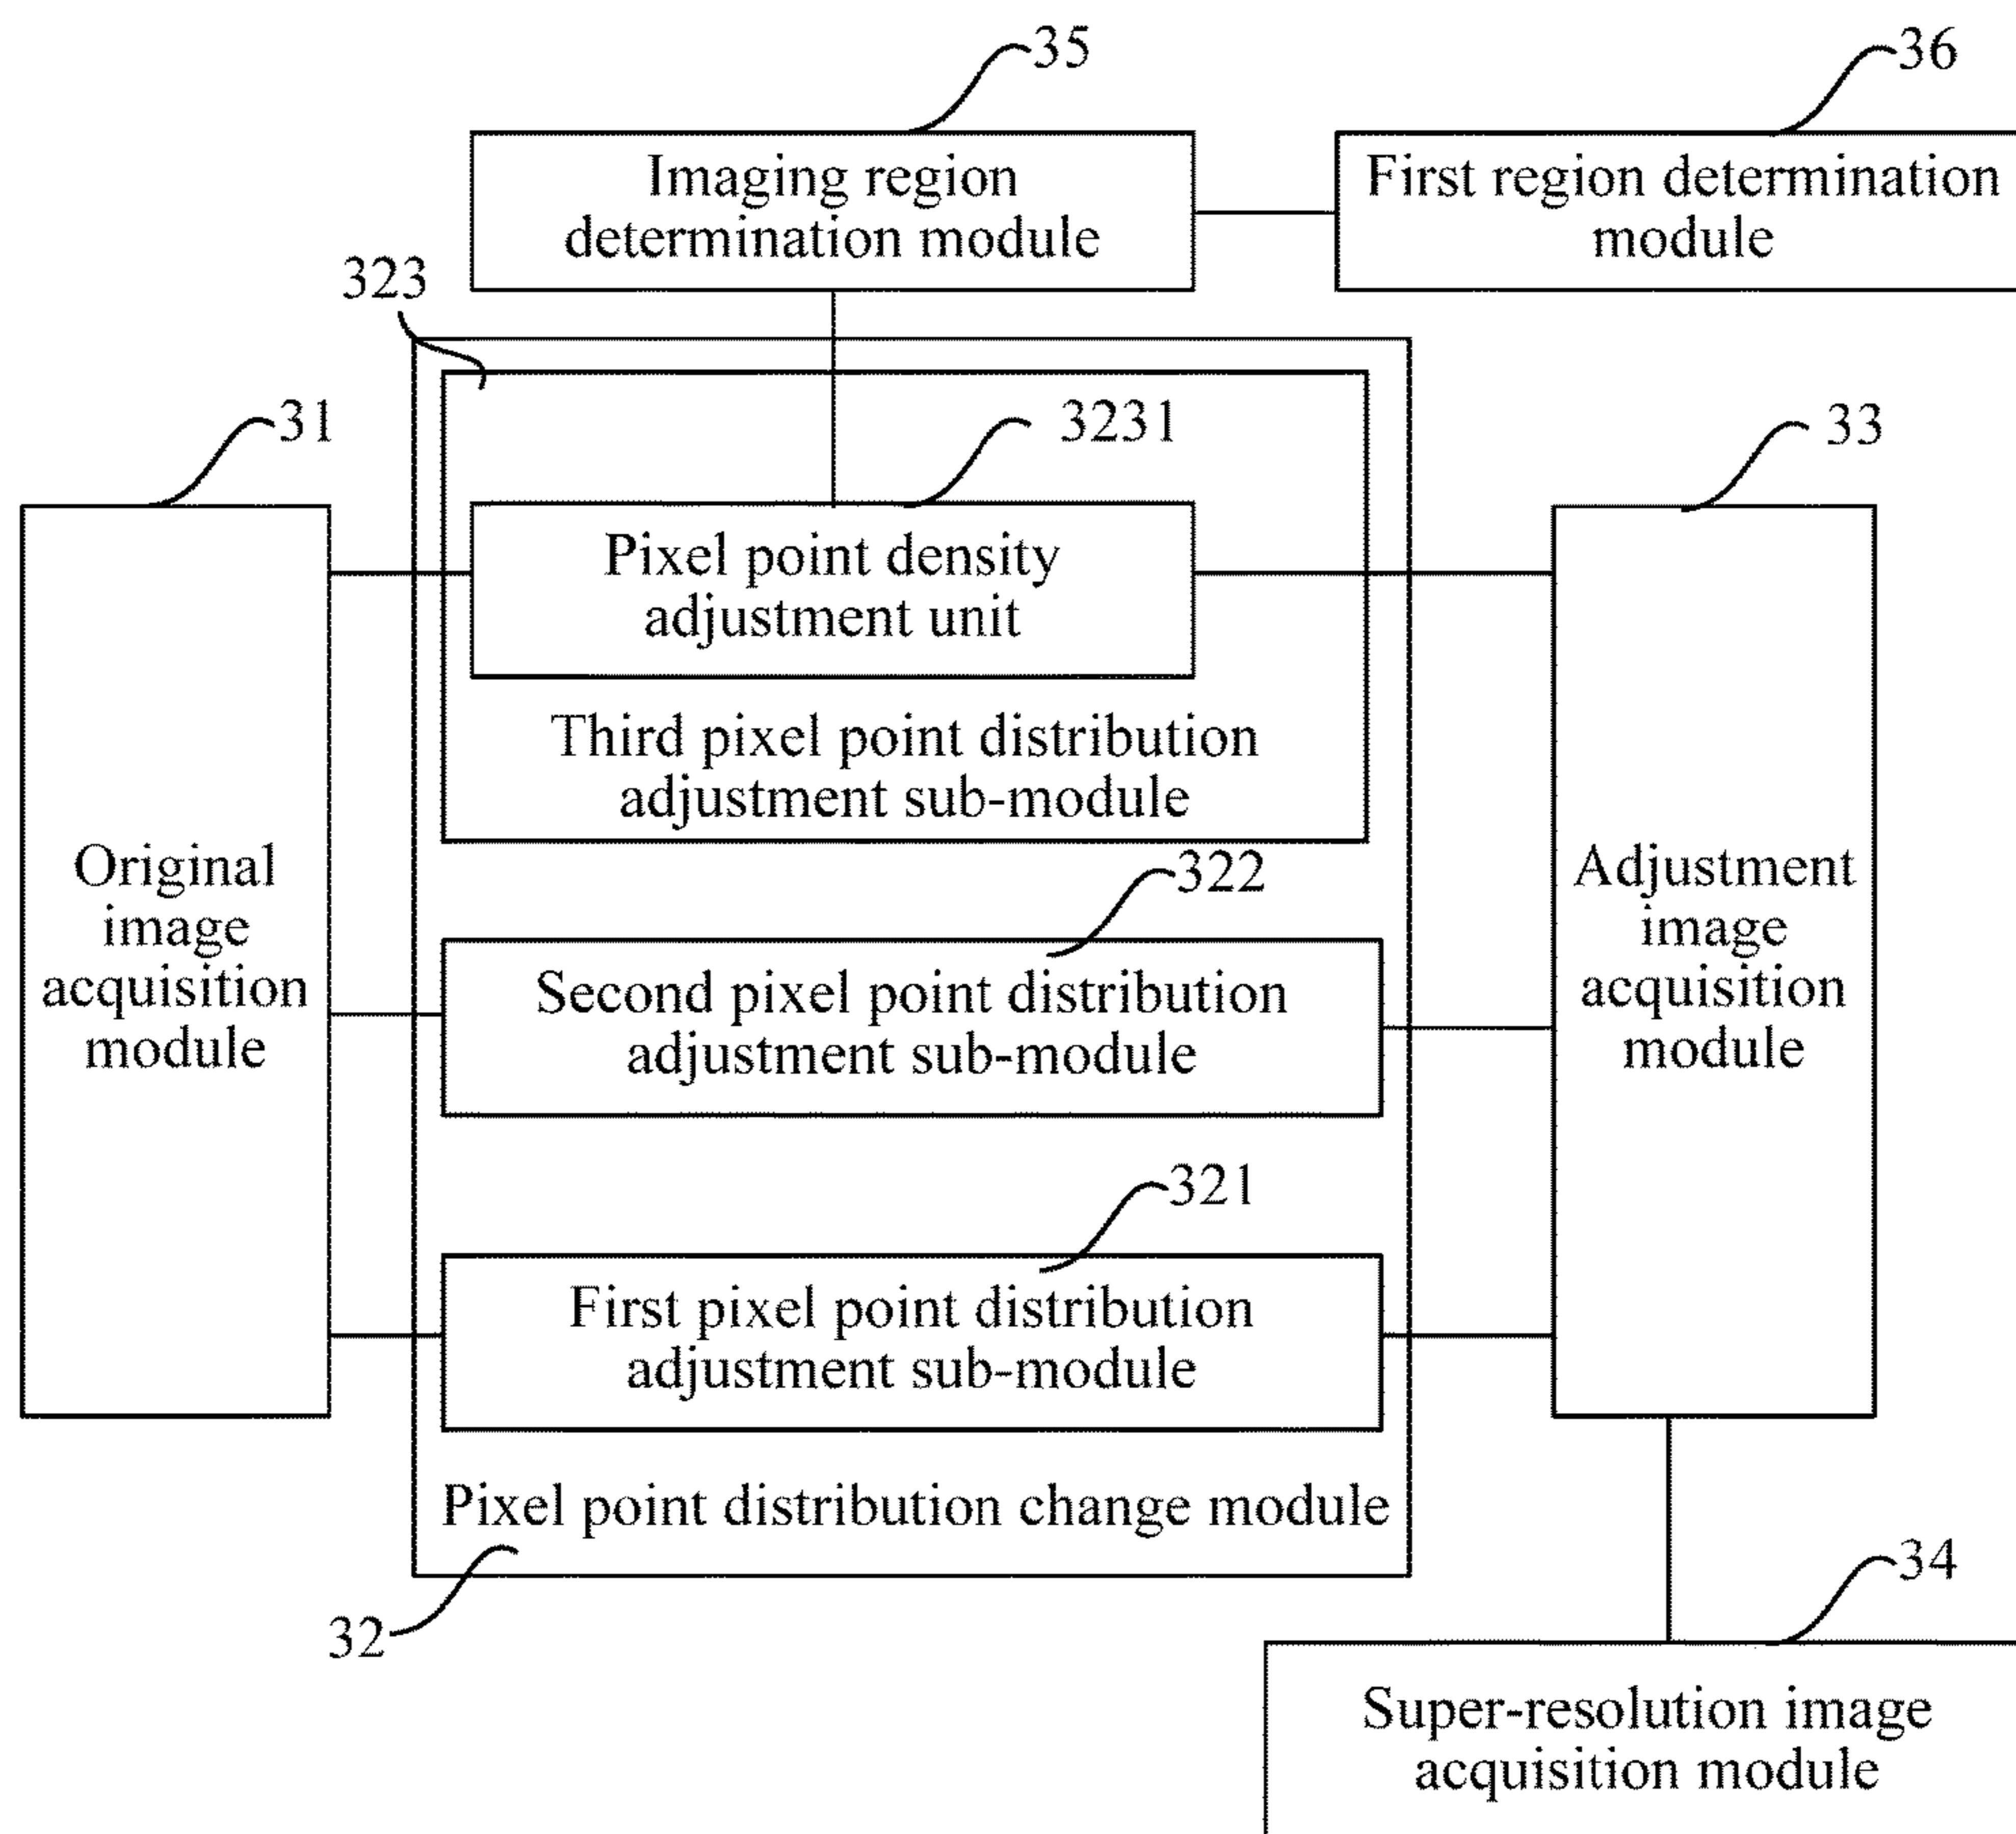 35
36
Imaging region
determination module
First region determination
module
323
31
3231
33
Pixel point density
adjustment unit
Third pixel point distribution
adjustment sub-module
Original
image
acquisition
module
322
Adjustment
image
acquisition
module
Second pixel point distribution
adjustment sub-module
321
First pixel point distribution
adjustment sub-module
Pixel point distribution change module
32
34
Super-resolution image
acquisition module